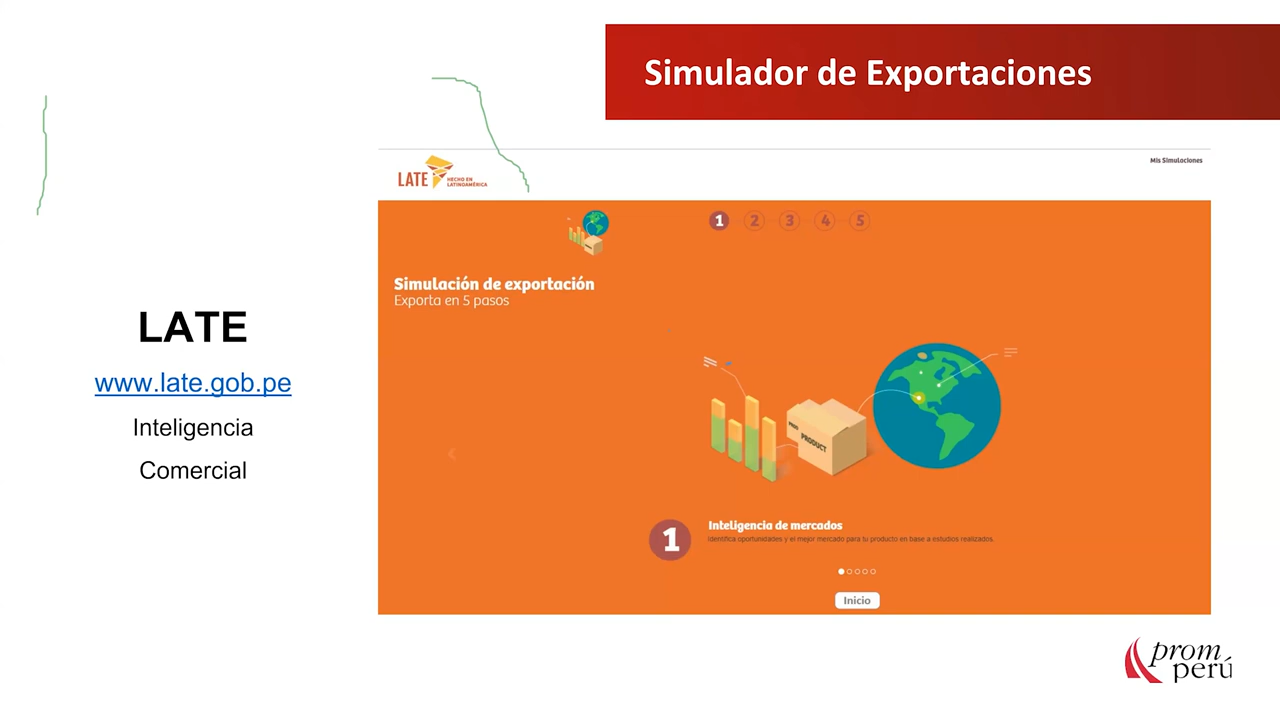 Simulador de Exportaciones
LATE
HECHO EN
LATINOAMÉRICA
Mis Simulaciones
1 2 3 4 5
Simulación de exportación
Exporta en 5 pasos
LATE
www.late.gob.pe
Inteligencia
Comercial
PRODUCT
1
Inteligencia de mercados
Identifica oportunidades y el mejor mercado para tu producto en base a estudios realizados.
Inicio
prom
perú